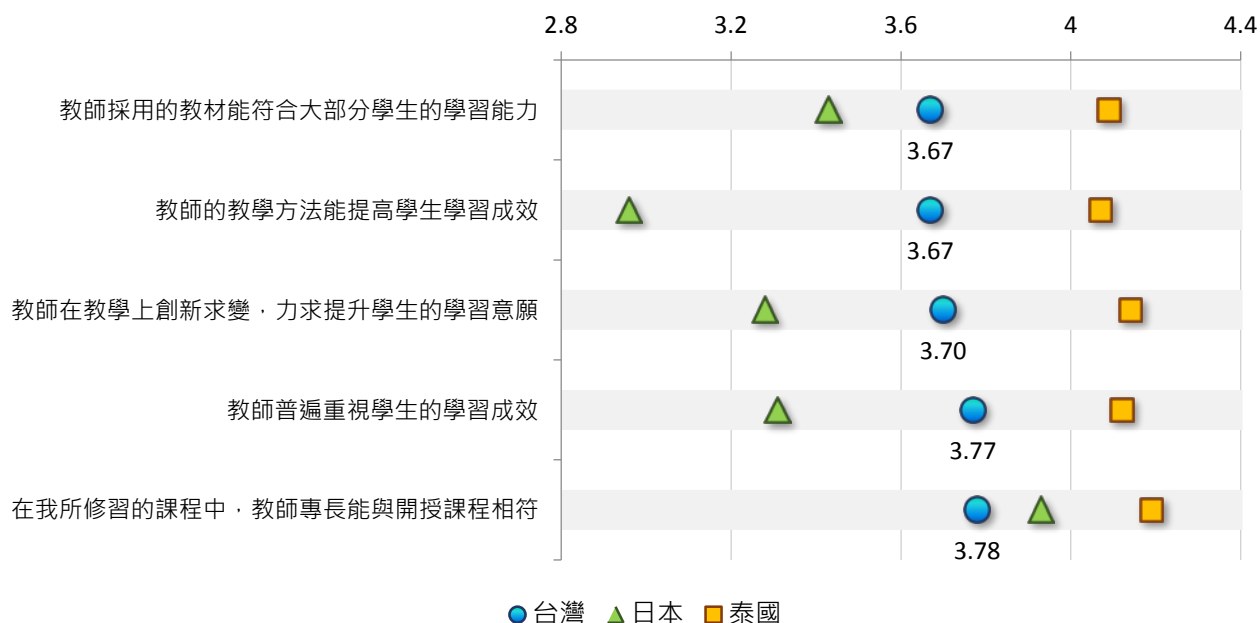 2.8 3.2 3.6 4 4.4
教師採用的教材能符合大部分學生的學習能力
3.67
教師的教學方法能提高學生學習成效
3.67
教師在教學上創新求變，力求提升學生的學習意願
3.70
教師普遍重視學生的學習成效
3.77
在我所修習的課程中，教師專長能與開授課程相符
3.78
台灣 日本 泰國